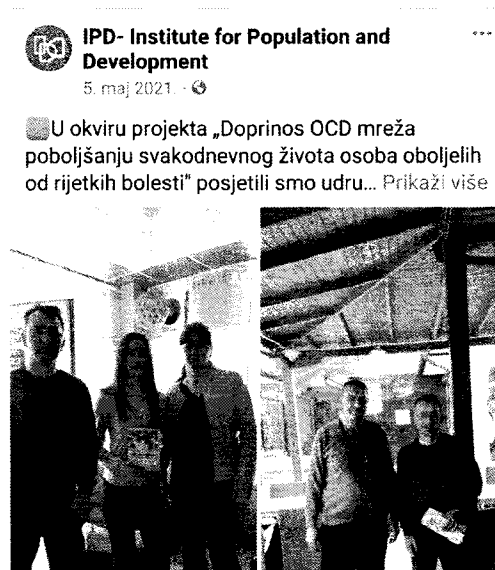 IPD- Institute for Population and
Development
5. maj 2021. ·
U okviru projekta „Doprinos OCD mreža
poboljšanju svakodnevnog života osoba oboljelih
od rijetkih bolesti" posjetili smo udru... Prikaži više